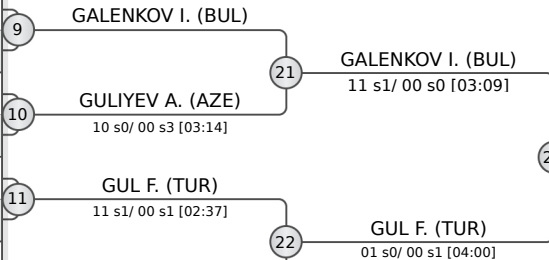 GALENKOV I. (BUL)
9
GALENKOV I. (BUL)
21
11 s1/ 00 s0 [03:09]
GULIYEV A. (AZE)
10
10 s0/ 00 s3 [03:14]
GUL F. (TUR)
11
11 s1/ 00 s1 [02:37]
GUL F. (TUR)
22
01 s0/ 00 s1 [04:00]